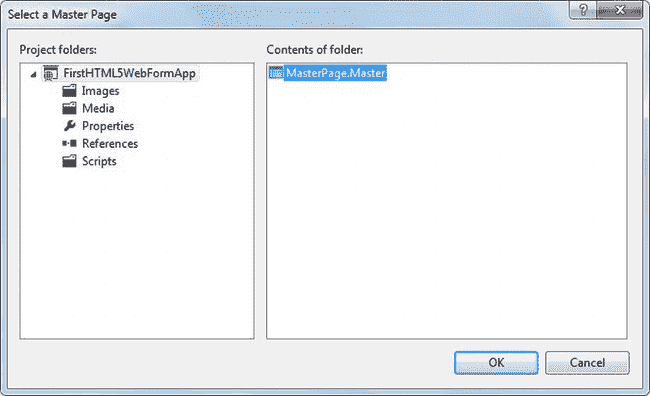 Select a Master Page
Project folders:
Contents of folder:
FirstHTML5WebFormApp
MasterPage.Master
Images
Media
Properties
References
Scripts
OK
Cancel